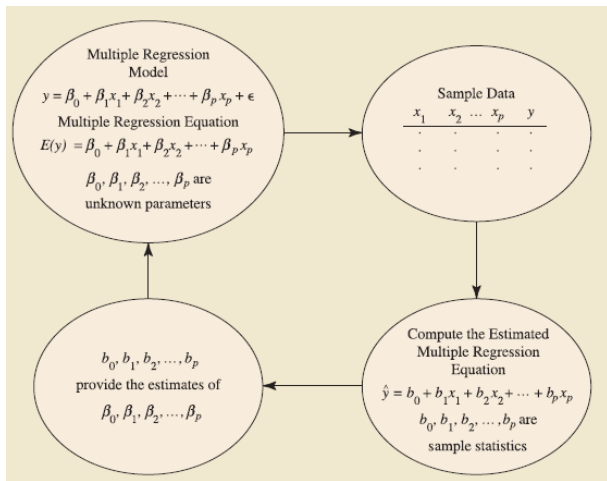 Multiple Regression
Model
y = β₀ + β₁x₁ + β₂x₂ + ⋯ + βₚxₚ + ϵ
Multiple Regression Equation
E(y) = β₀ + β₁x₁ + β₂x₂ + ⋯ + βₚxₚ
β₀, β₁, β₂, …, βₚ are
unknown parameters
Sample Data
x₁ x₂ … xₚ y
. . . .
. . . .
. . . .
Compute the Estimated
Multiple Regression
Equation
ŷ = b₀ + b₁x₁ + b₂x₂ + ⋯ + bₚxₚ
b₀, b₁, b₂, …, bₚ are
sample statistics
b₀, b₁, b₂, …, bₚ
provide the estimates of
β₀, β₁, β₂, …, βₚ